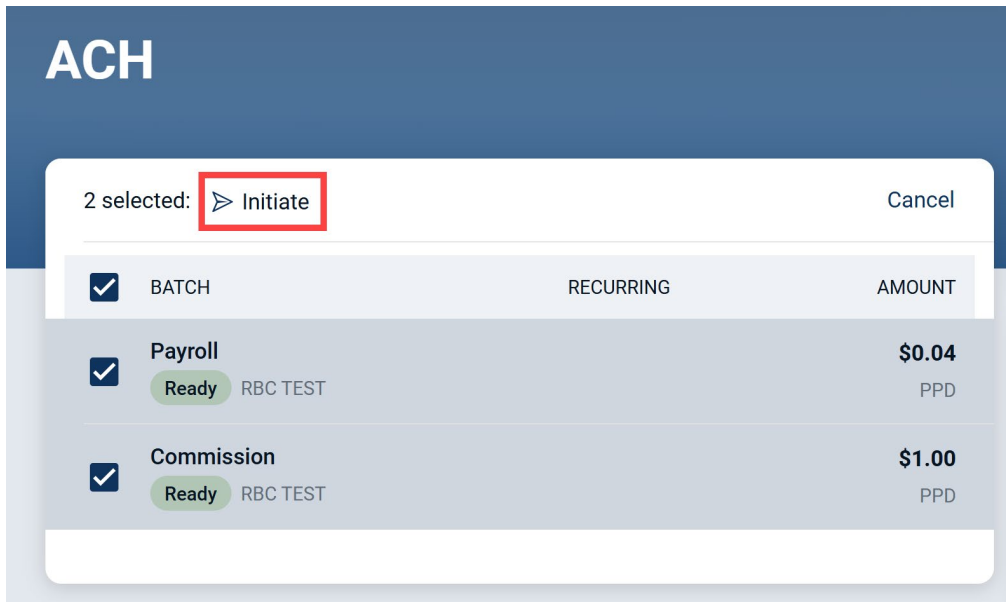 ACH
2 selected: Initiate Cancel
BATCH RECURRING AMOUNT
Payroll $0.04
Ready RBC TEST PPD
Commission $1.00
Ready RBC TEST PPD